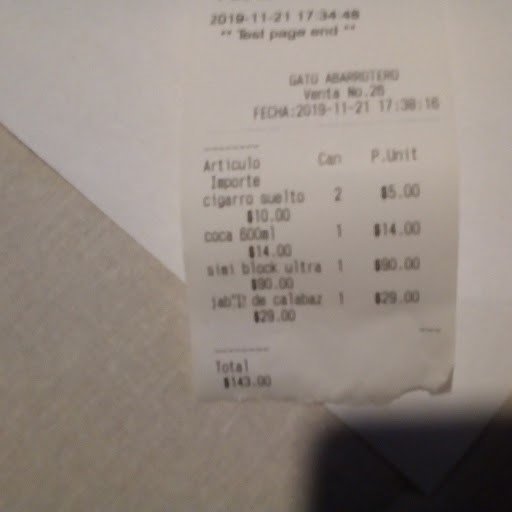 2019-11-21 17:34:48
** Test page end **
GATO ABARROTERO
Venta No.26
FECHA:2019-11-21 17:38:16
--------
Articulo Can P.Unit
Importe
cigarro suelto 2 $5.00
$10.00
coca 600ml 1 $14.00
$14.00
simi block ultra 1 $90.00
$90.00
de calabaz 1 $29.00
$29.00
---
--------
Total
$143.00